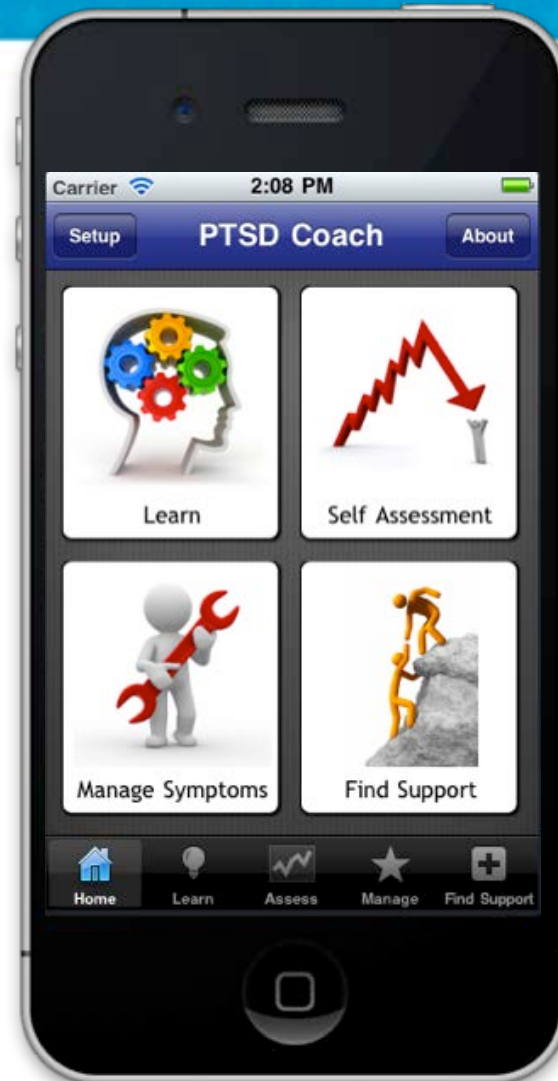 Carrier 2:08 PM
Setup PTSD Coach About
Learn Self Assessment
Manage Symptoms Find Support
Home Learn Assess Manage Find Support